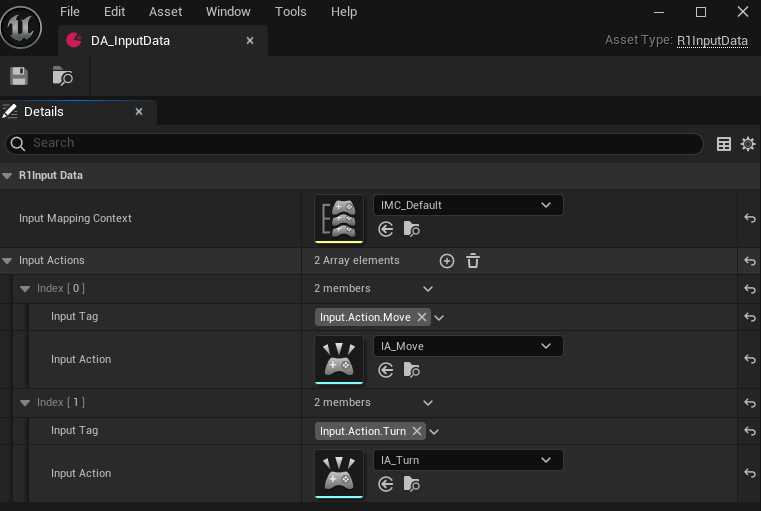 File Edit Asset Window Tools Help
DA_InputData
Asset Type: R1InputData
Details
Search
R1Input Data
Input Mapping Context
IMC_Default
Input Actions
2 Array elements
Index [ 0 ]
2 members
Input Tag
Input.Action.Move
Input Action
IA_Move
Index [ 1 ]
2 members
Input Tag
Input.Action.Turn
Input Action
IA_Turn